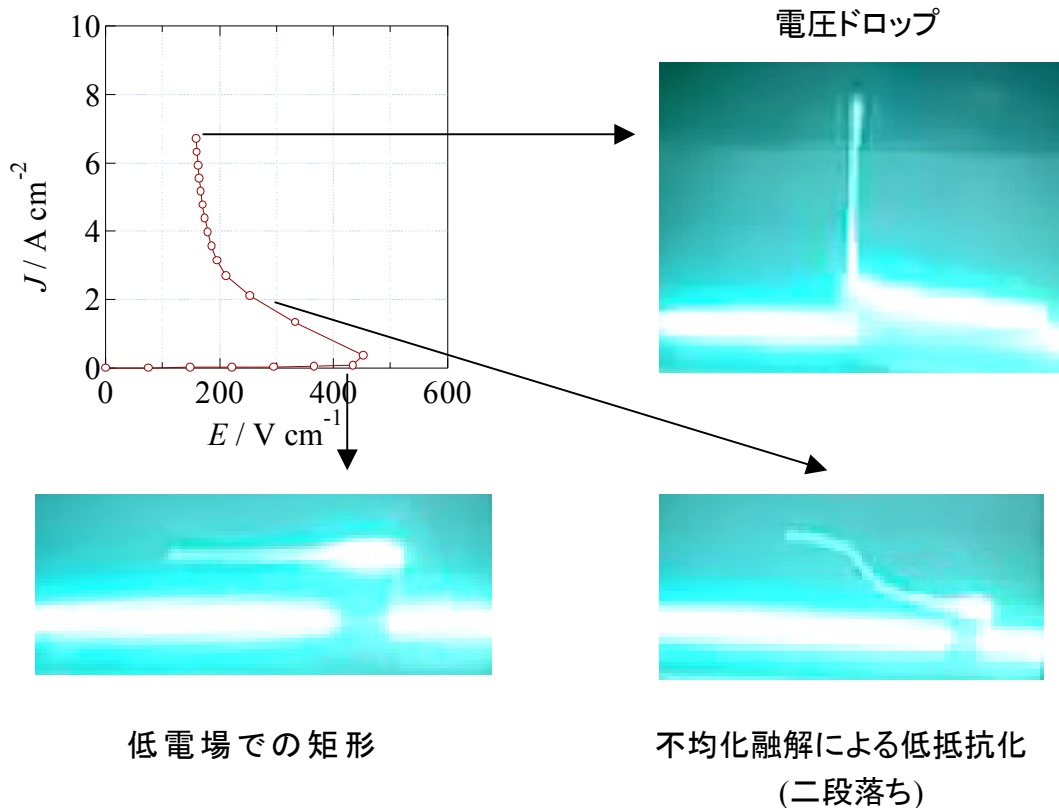 電圧ドロップ
10
8
6
4
2
0
J / A cm-2
0 200 400 600
E / V cm-1
低電場での矩形
不均化融解による低抵抗化
(二段落ち)